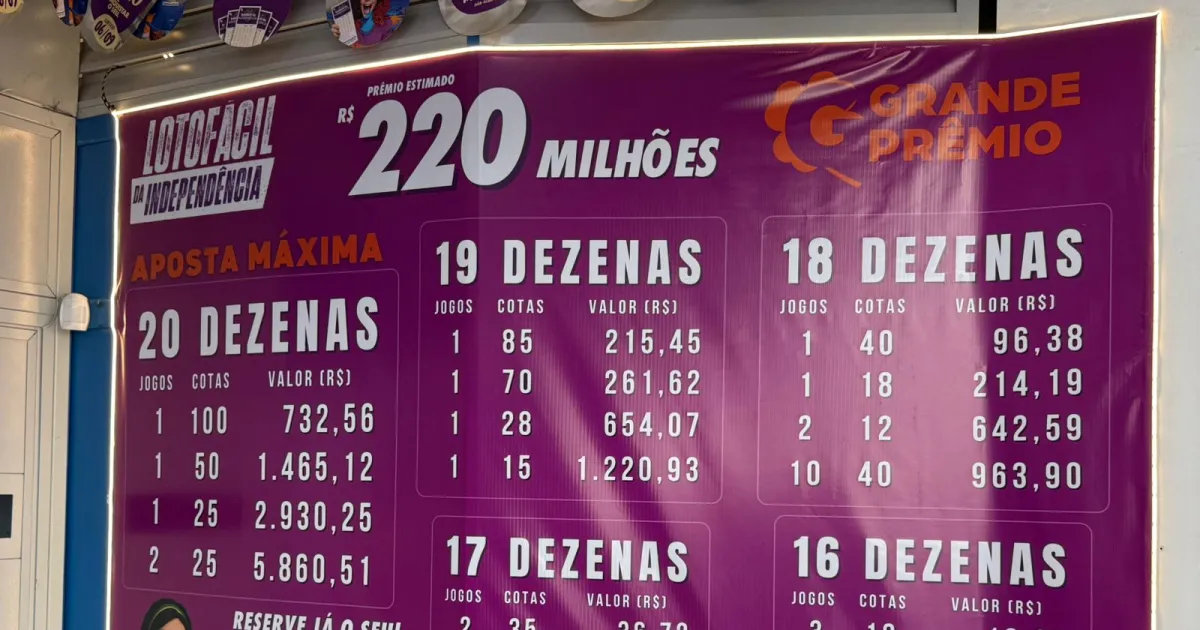 06/09
LOTOFÁCIL
DA INDEPENDÊNCIA
PRÊMIO ESTIMADO
R$ 220 MILHÕES
GRANDE
PRÊMIO
APOSTA MÁXIMA
20 DEZENAS
JOGOS COTAS VALOR (R$)
1 100 732,56
1 50 1.465,12
1 25 2.930,25
2 25 5.860,51
RESERVE JÁ O SEU!
19 DEZENAS
JOGOS COTAS VALOR (R$)
1 85 215,45
1 70 261,62
1 28 654,07
1 15 1.220,93
18 DEZENAS
JOGOS COTAS VALOR (R$)
1 40 96,38
1 18 214,19
2 12 642,59
10 40 963,90
17 DEZENAS
JOGOS COTAS VALOR (R$)
2 35
16 DEZENAS
JOGOS COTAS VALOR (R$)